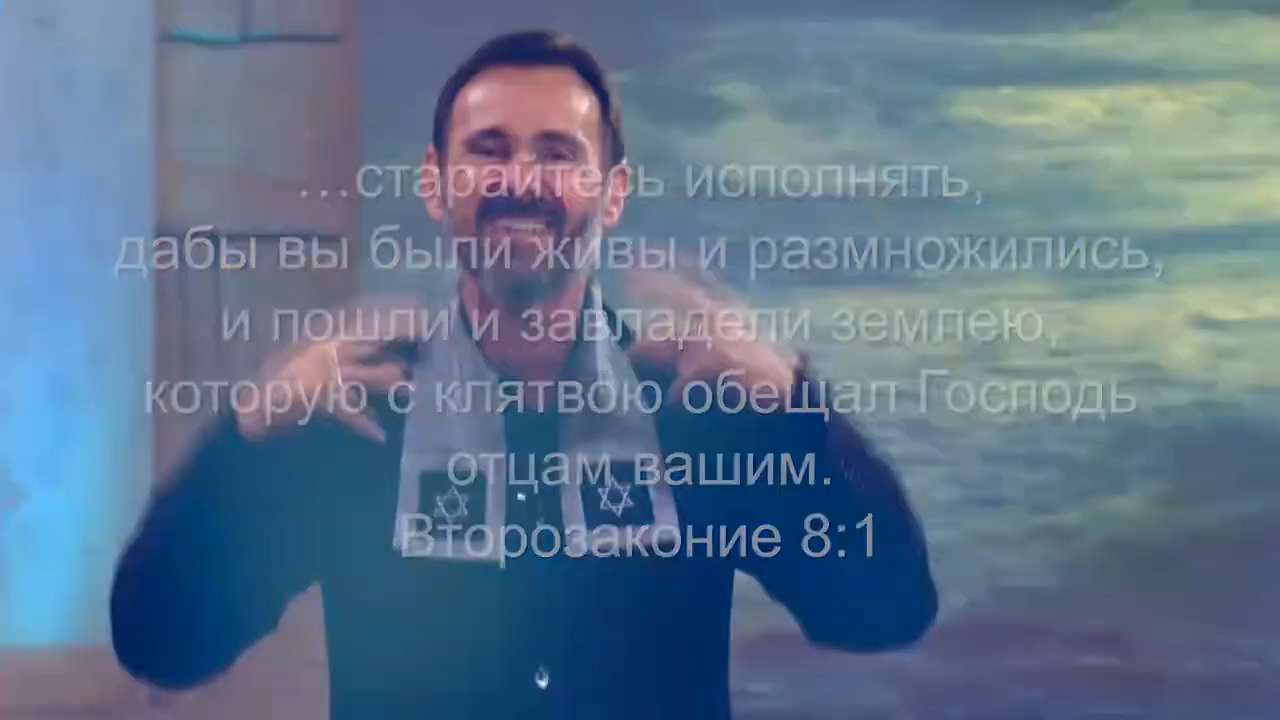 …старайтесь исполнять,
дабы вы были живы и размножились,
и пошли и завладели землею,
которую с клятвою обещал Господь
отцам вашим.
Второзаконие 8:1